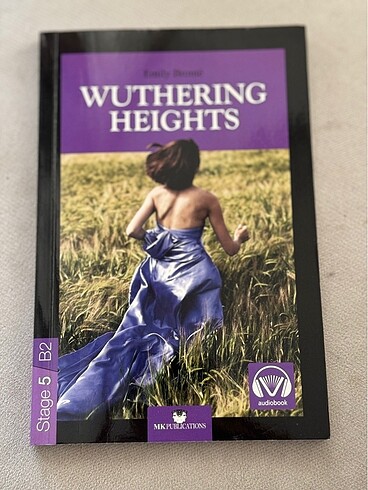 Emily Brontë
WUTHERING
HEIGHTS
Stage 5 / B2
audiobook
MK PUBLICATIONS